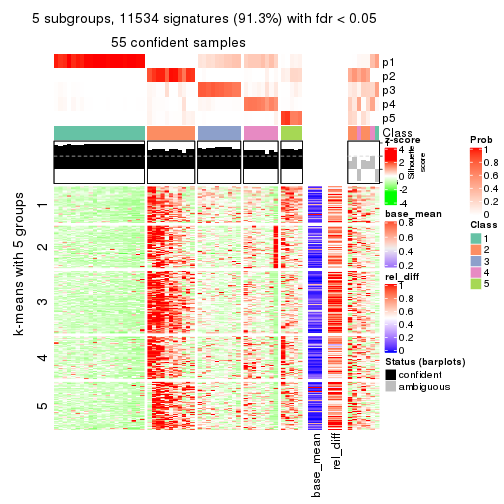 5 subgroups, 11534 signatures (91.3%) with fdr < 0.05
55 confident samples
p1
p2
p3
p4
p5
Class
Silhouette
score
k-means with 5 groups
1
2
3
4
5
base_mean
rel_diff
z-score
4
2
0
-2
-4
base_mean
0.8
0.6
0.4
0.2
rel_diff
1
0.8
0.6
0.4
0.2
0
Status (barplots)
confident
ambiguous
Prob
1
0.8
0.6
0.4
0.2
0
Class
1
2
3
4
5